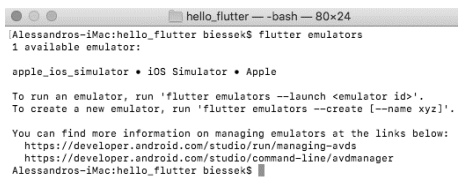 hello_flutter — -bash — 80×24
[Alessandros-iMac:hello_flutter biessek$ flutter emulators
1 available emulator:
apple_ios_simulator • iOS Simulator • Apple
To run an emulator, run 'flutter emulators --launch <emulator id>'.
To create a new emulator, run 'flutter emulators --create [--name xyz]'.
You can find more information on managing emulators at the links below:
https://developer.android.com/studio/run/managing-avds
https://developer.android.com/studio/command-line/avdmanager
Alessandros-iMac:hello_flutter biessek$